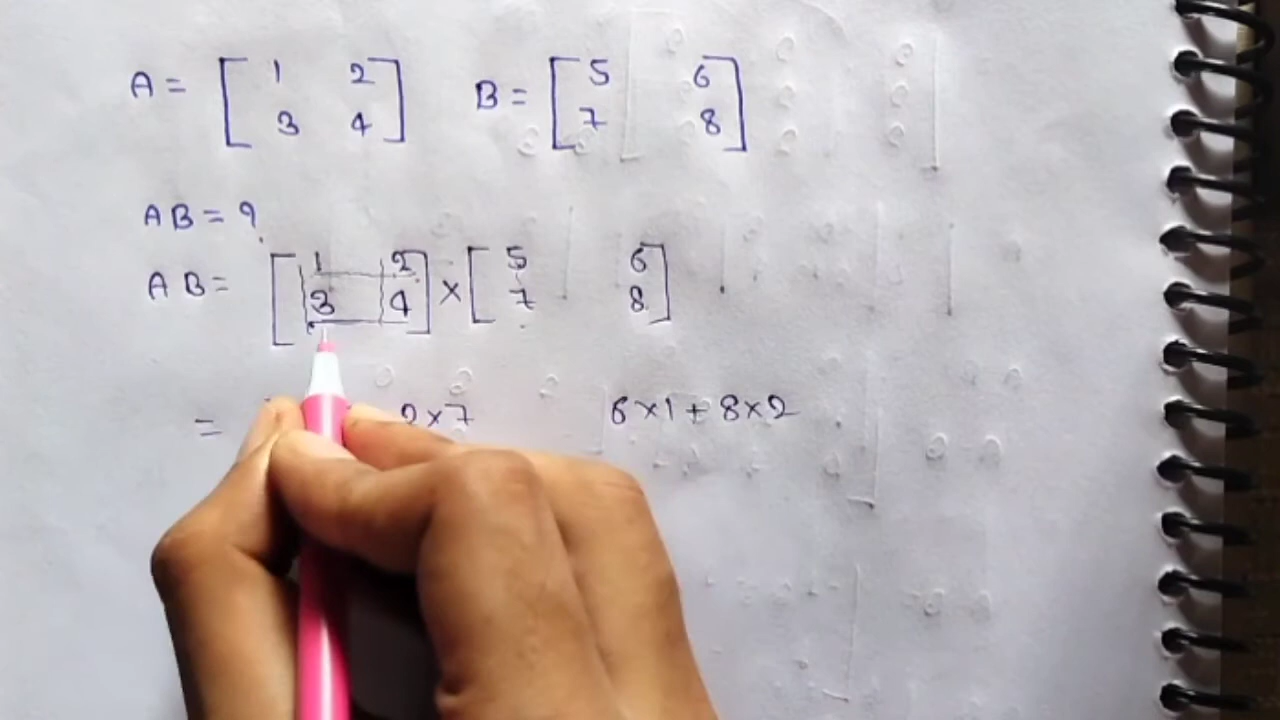 A = [ 1 2 B = [ 5 6 ]
3 4 ] 7 8
AB = ?
AB = [ 1 2 ] × [ 5 6 ]
3 4 7 8
= 2×7 6×1 + 8×2